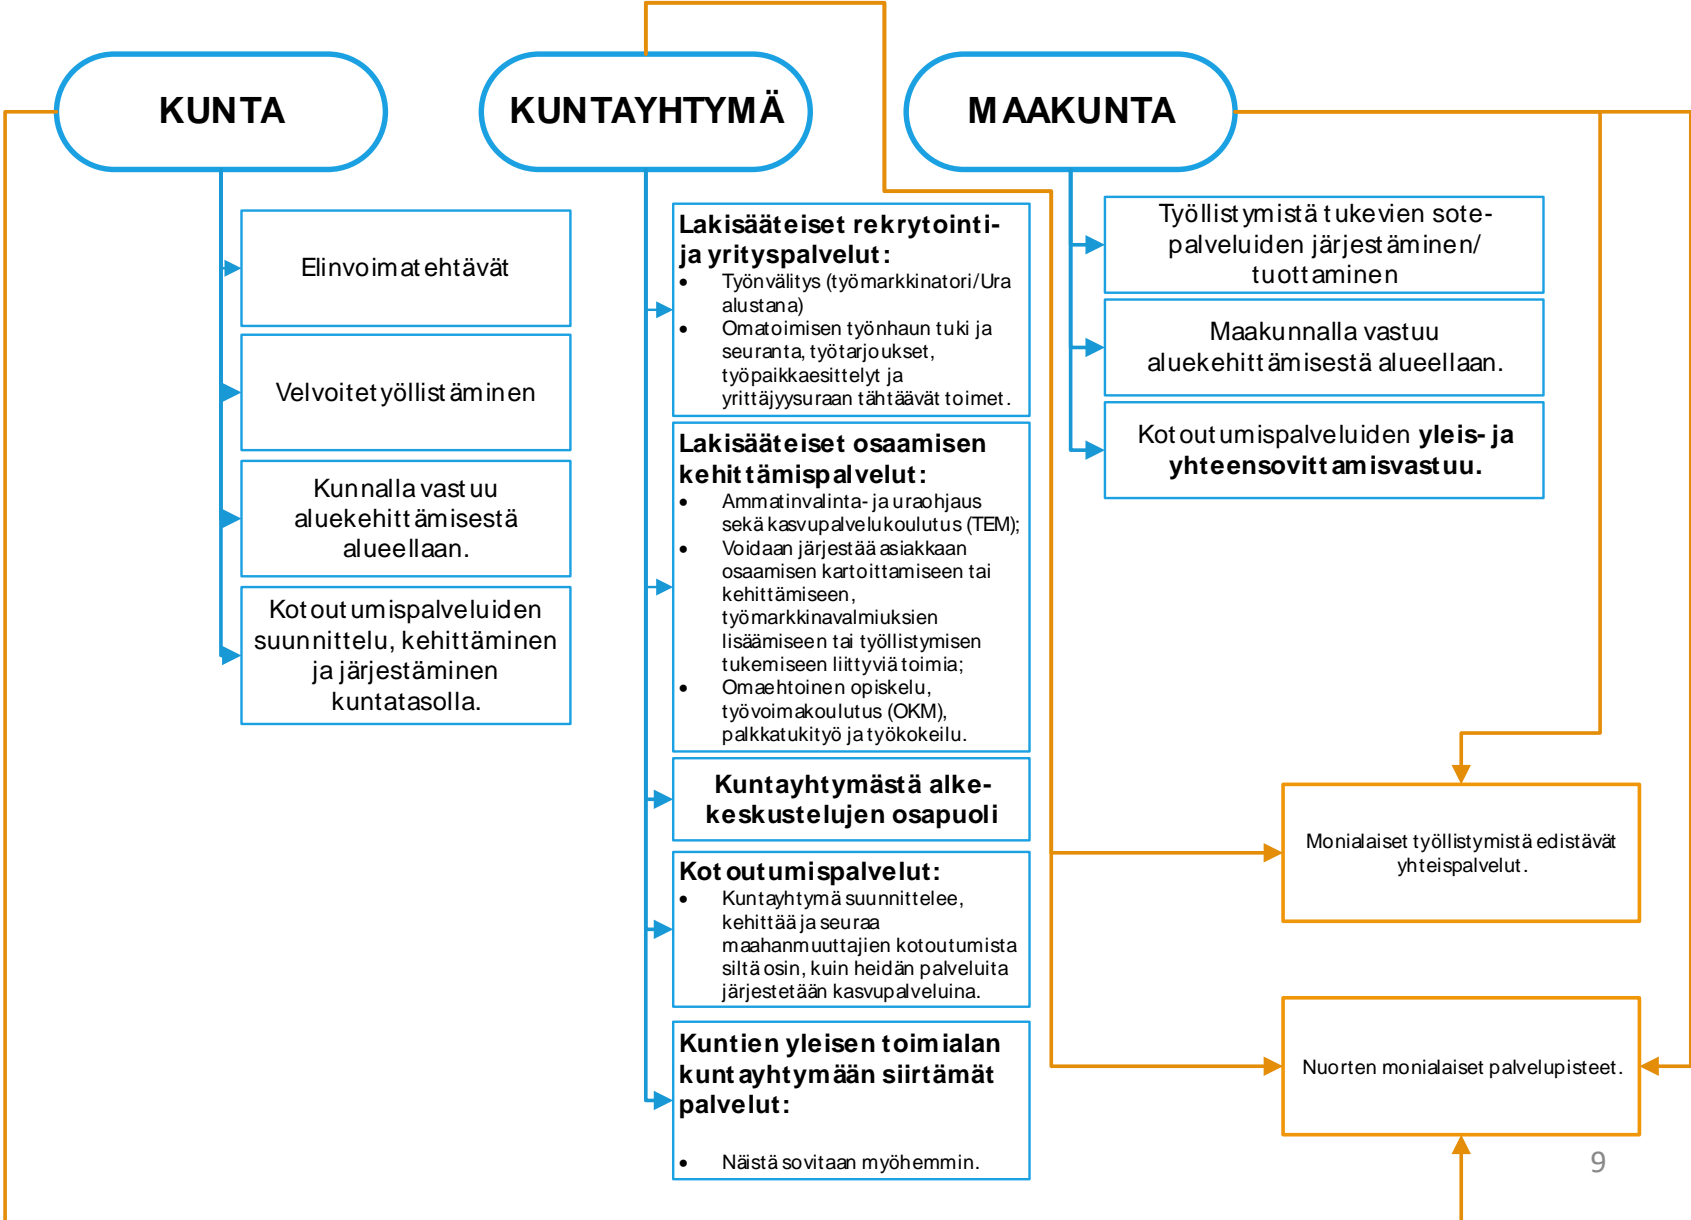 KUNTA
Elinvoimatehtävät
Velvoitetyöllistäminen
Kunnalla vastuu
aluekehittämisestä
alueellaan.
Kotoutumispalveluiden
suunnittelu, kehittäminen
ja järjestäminen
kuntatasolla.
KUNTAYHTYMÄ
Lakisääteiset rekrytointi-
ja yrityspalvelut:
• Työnvälitys (työmarkkinatori/Ura
alustana)
• Omatoimisen työnhaun tuki ja
seuranta, työtarjoukset,
työpaikkaesittelyt ja
yrittäjyysuraan tähtäävät toimet.
Lakisääteiset osaamisen
kehittämispalvelut:
• Ammatinvalinta- ja uraohjaus
sekä kasvupalvelukoulutus (TEM);
• Voidaan järjestää asiakkaan
osaamisen kartoittamiseen tai
kehittämiseen,
työmarkkinavalmiuksien
lisäämiseen tai työllistymisen
tukemiseen liittyviä toimia;
• Omaehtoinen opiskelu,
työvoimakoulutus (OKM),
palkkatukityö ja työkokeilu.
Kuntayhtymästä alke-
keskustelujen osapuoli
Kotoutumispalvelut:
• Kuntayhtymä suunnittelee,
kehittää ja seuraa
maahanmuuttajien kotoutumista
siltä osin, kuin heidän palveluita
järjestetään kasvupalveluina.
Kuntien yleisen toimialan
kuntayhtymään siirtämät
palvelut:
• Näistä sovitaan myöhemmin.
MAAKUNTA
Työllistymistä tukevien sote-
palveluiden järjestäminen/
tuottaminen
Maakunnalla vastuu
aluekehittämisestä alueellaan.
Kotoutumispalveluiden yleis- ja
yhteensovittamisvastuu.
Monialaiset työllistymistä edistävät
yhteispalvelut.
Nuorten monialaiset palvelupisteet.
9